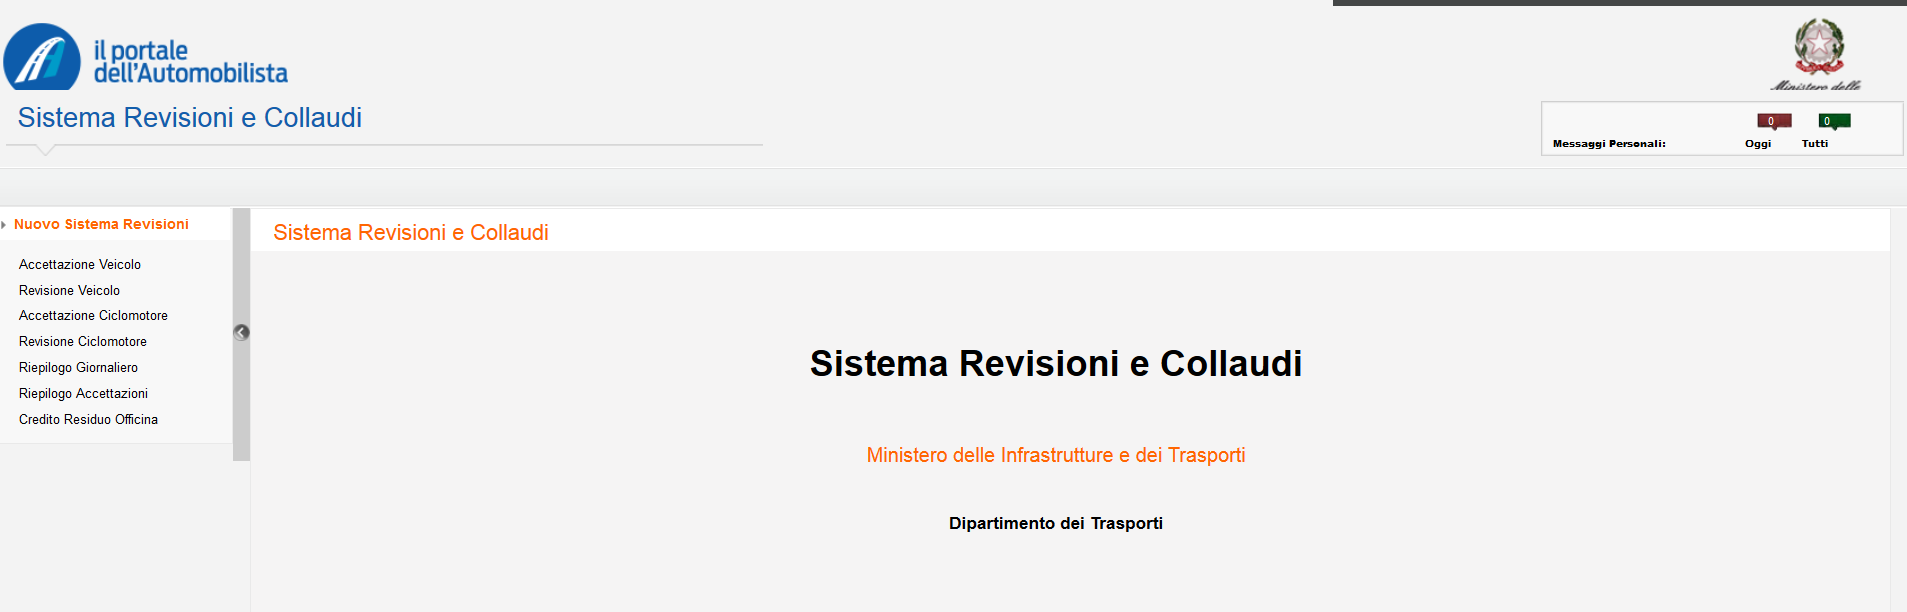 il portale
dell'Automobilista
Ministero delle
Sistema Revisioni e Collaudi
0 0
Messaggi Personali: Oggi Tutti
Nuovo Sistema Revisioni
Accettazione Veicolo
Revisione Veicolo
Accettazione Ciclomotore
Revisione Ciclomotore
Riepilogo Giornaliero
Riepilogo Accettazioni
Credito Residuo Officina
Sistema Revisioni e Collaudi
Sistema Revisioni e Collaudi
Ministero delle Infrastrutture e dei Trasporti
Dipartimento dei Trasporti